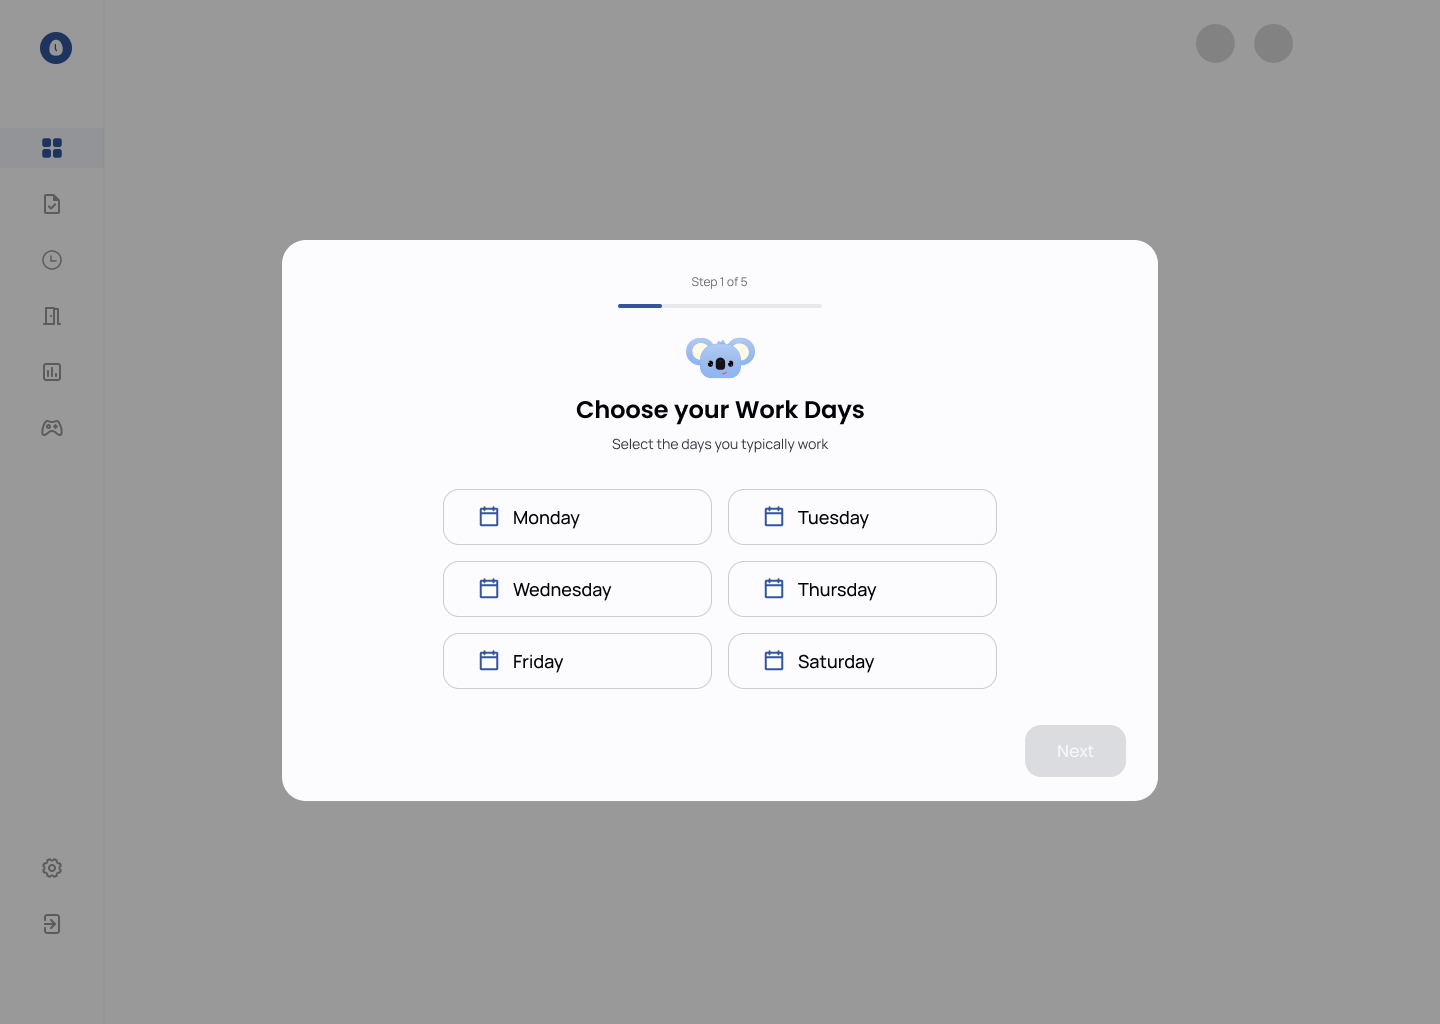 Step 1 of 5
Choose your Work Days
Select the days you typically work
Monday
Tuesday
Wednesday
Thursday
Friday
Saturday
Next